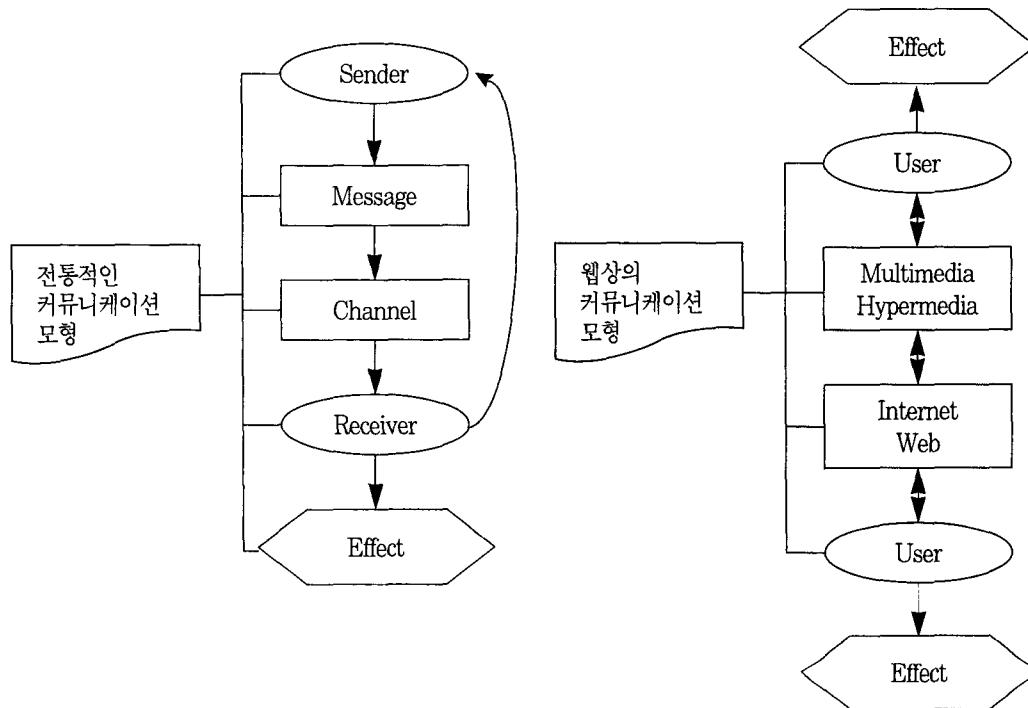 전통적인
커뮤니케이션
모형
Sender
Message
Channel
Receiver
Effect
웹상의
커뮤니케이션
모형
Effect
User
Multimedia
Hypermedia
Internet
Web
User
Effect